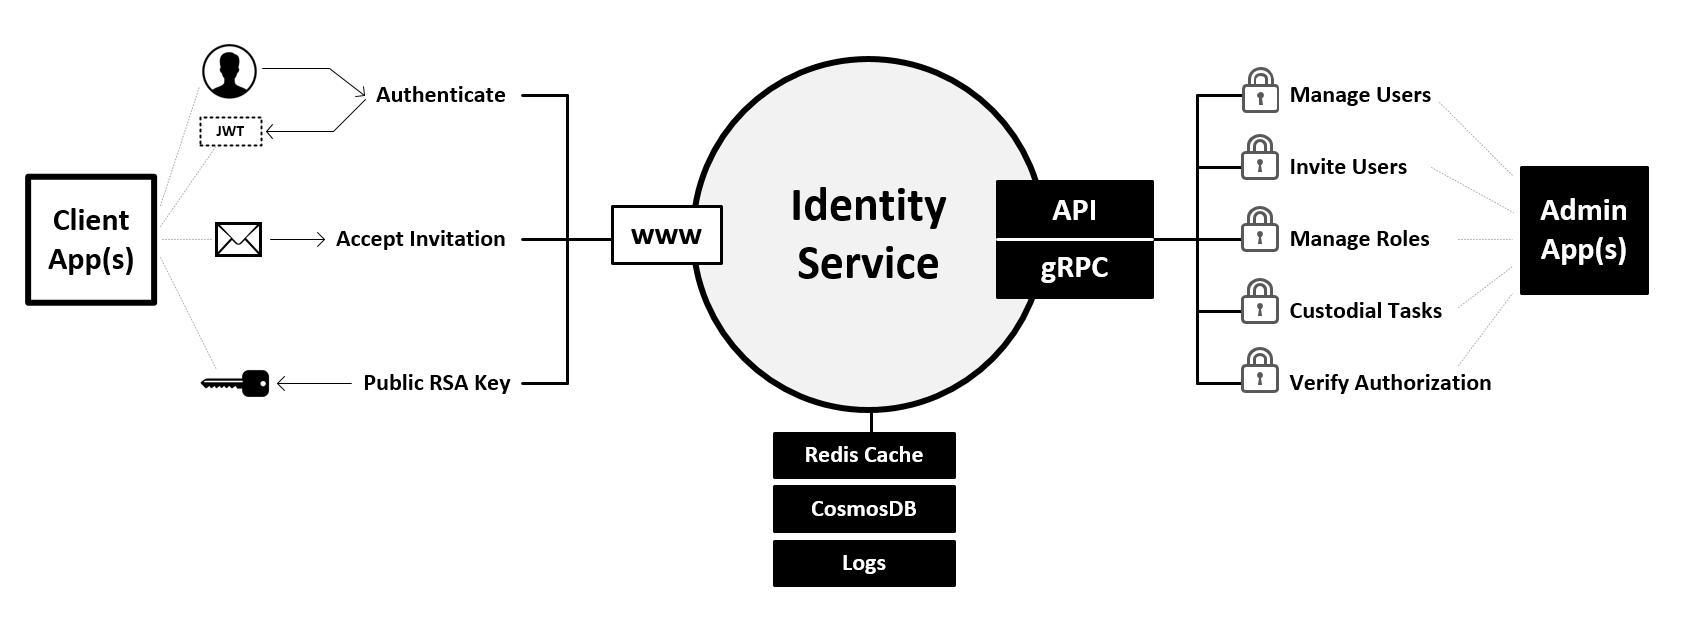 Client
App(s)
JWT
Authenticate
Accept Invitation
Public RSA Key
www
Identity
Service
API
gRPC
Redis Cache
CosmosDB
Logs
Manage Users
Invite Users
Manage Roles
Custodial Tasks
Verify Authorization
Admin
App(s)